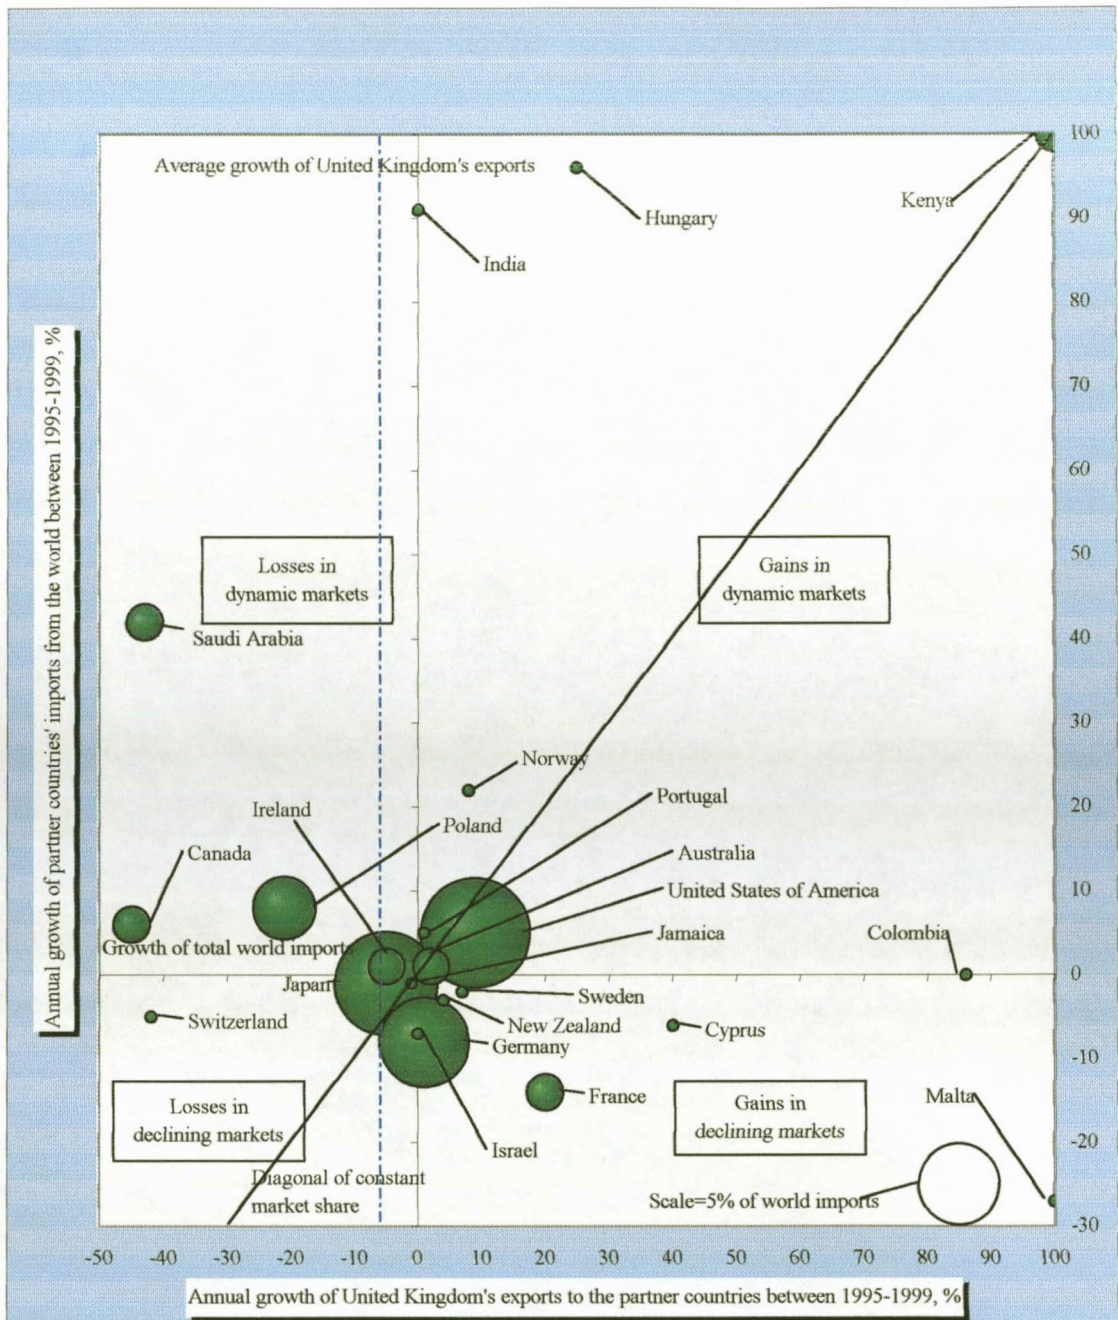 Average growth of United Kingdom's exports
Kenya
Hungary
India
100
90
80
70
60
50
40
30
20
10
0
-10
-20
-30
Annual growth of partner countries' imports from the world between 1995-1999, %
Losses in
dynamic markets
Gains in
dynamic markets
Saudi Arabia
Norway
Portugal
Ireland
Poland
Canada
Australia
United States of America
Growth of total world imports
Jamaica
Colombia
Japan
Sweden
Switzerland
New Zealand
Cyprus
Germany
France
Losses in
declining markets
Gains in
declining markets
Malta
Israel
Diagonal of constant
market share
Scale=5% of world imports
-50
-40
-30
-20
-10
-0
10
20
30
40
50
60
70
80
90
100
Annual growth of United Kingdom's exports to the partner countries between 1995-1999, %